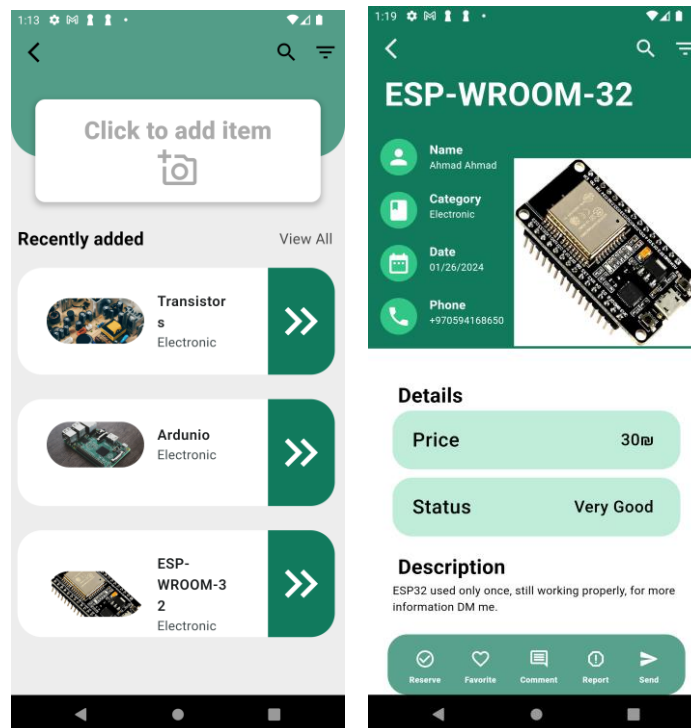 1:13
Click to add item
Recently added
View All
Transistor
s
Electronic
Ardunio
Electronic
ESP-
WROOM-3
2
Electronic
1:19
ESP-WROOM-32
Name
Ahmad Ahmad
Category
Electronic
Date
01/26/2024
Phone
+970594168650
Details
Price
30₪
Status
Very Good
Description
ESP32 used only once, still working properly, for more
information DM me.
Reserve
Favorite
Comment
Report
Send